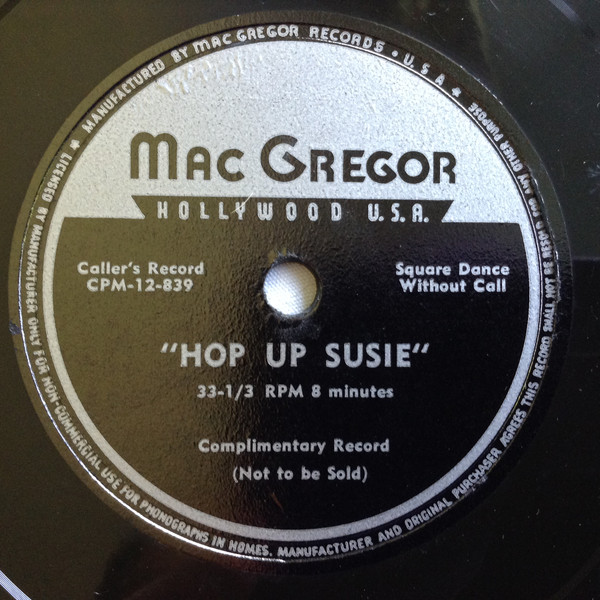 MANUFACTURED BY MAC GREGOR RECORDS • U. S. A. ★
MAC GREGOR
HOLLYWOOD U.S.A.
Caller's Record
CPM-12-839
Square Dance
Without Call
"HOP UP SUSIE"
33-1/3 RPM 8 minutes
Complimentary Record
(Not to be Sold)
★ LICENSED BY MANUFACTURER ONLY FOR NON-COMMERCIAL USE FOR PHONOGRAPHS IN HOMES. MANUFACTURER AND ORIGINAL PURCHASER AGREES THIS RECORD SHALL NOT BE RESOLD OR USED FOR ANY OTHER PURPOSE